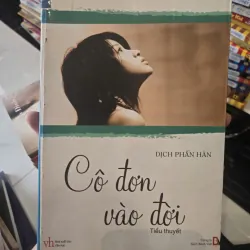 DỊCH PHẤN HÀN
Cô đơn
vào đời
Tiểu thuyết